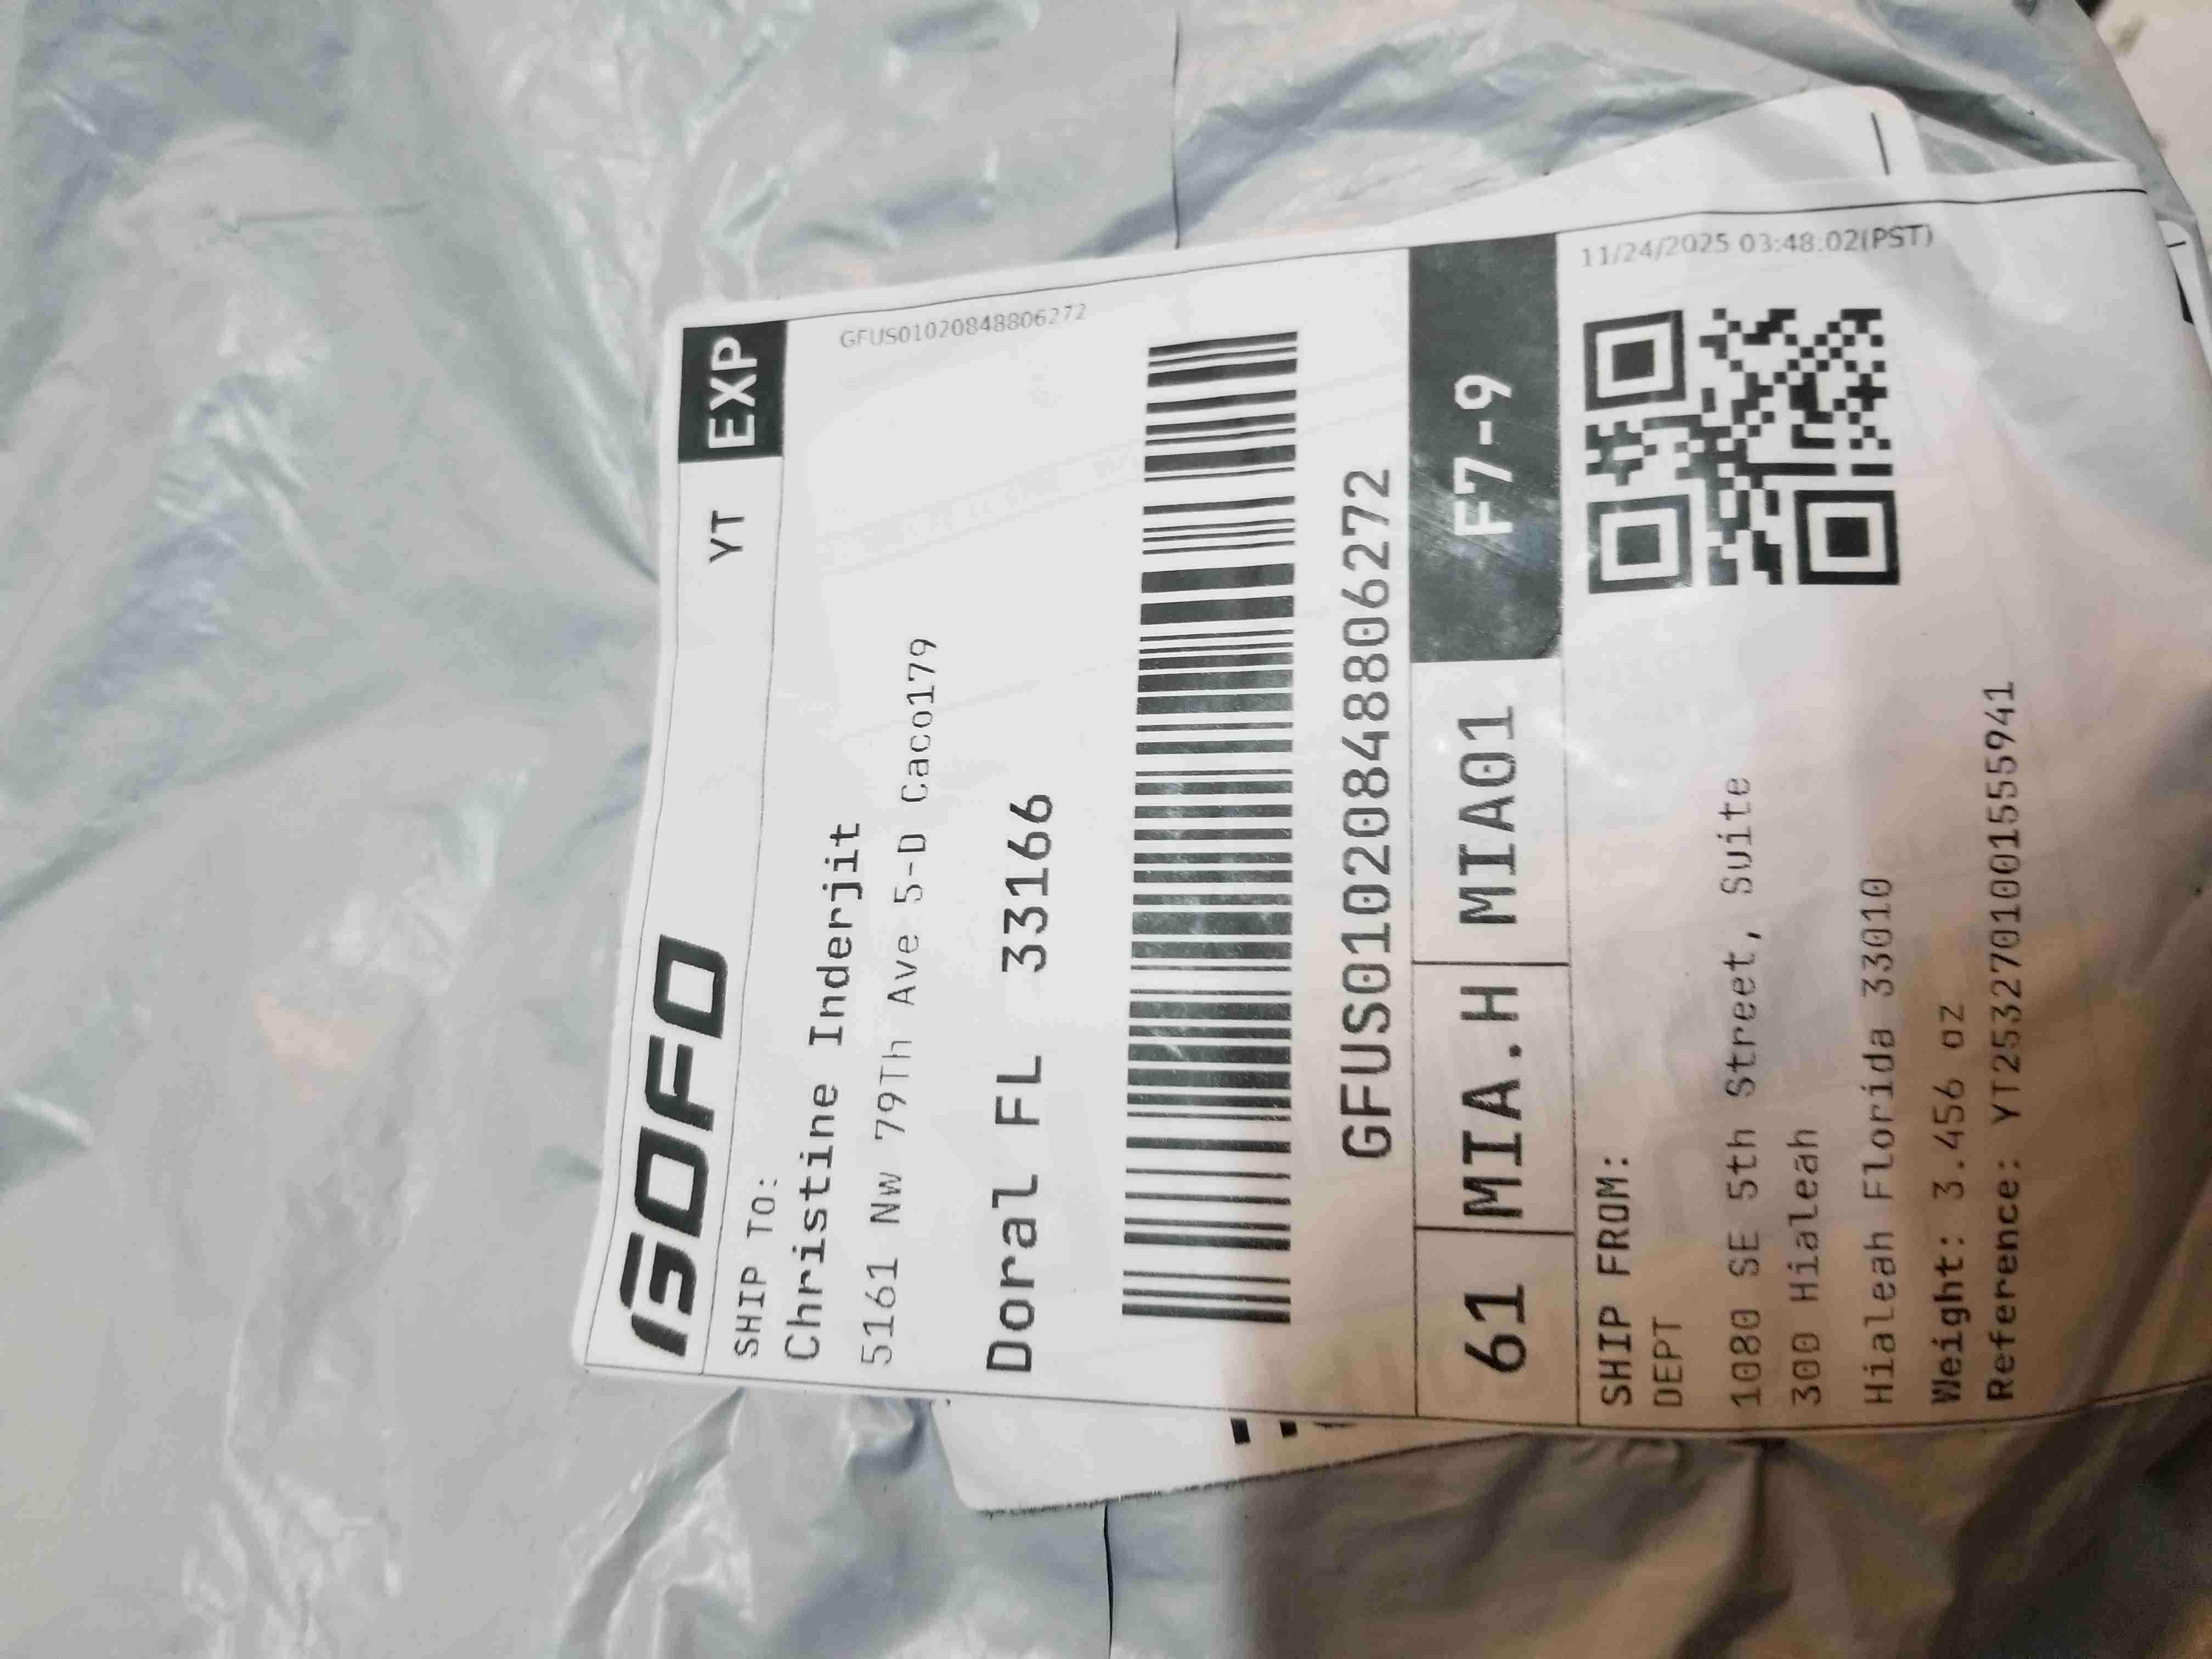 GOFO
YT EXP
SHIP TO:
Christine Inderjit
GFUS01020848806272
5161 Nw 79Th Ave 5-D Caco179
Doral FL 33166
GFUS01020848806272
61 MIA.H MIA01 F7-9
SHIP FROM:
DEPT
11/24/2025 03:48:02(PST)
1080 SE 5th Street, Suite
300 Hialeah
Hialeah Florida 33010
Weight: 3.456 oz
Reference: YT2532701001555941